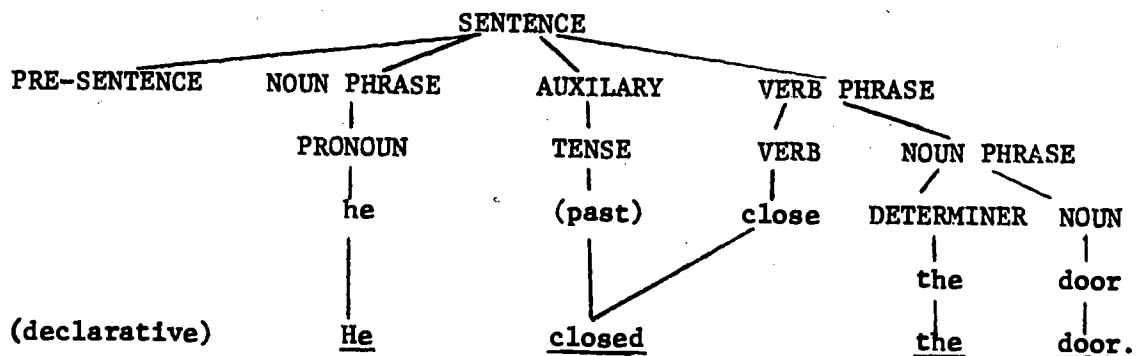 SENTENCE
PRE-SENTENCE NOUN PHRASE AUXILARY VERB PHRASE
PRONOUN TENSE VERB NOUN PHRASE
he (past) close DETERMINER NOUN
the door
(declarative) He closed the door.